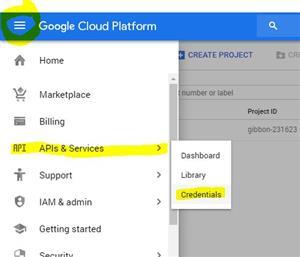 Google Cloud Platform
Home
CREATE PROJECT
Marketplace
t number or label
Billing
Project ID
gibbon-231623
API APIs & Services
Dashboard
Support
Library
IAM & admin
Credentials
Getting started
Security